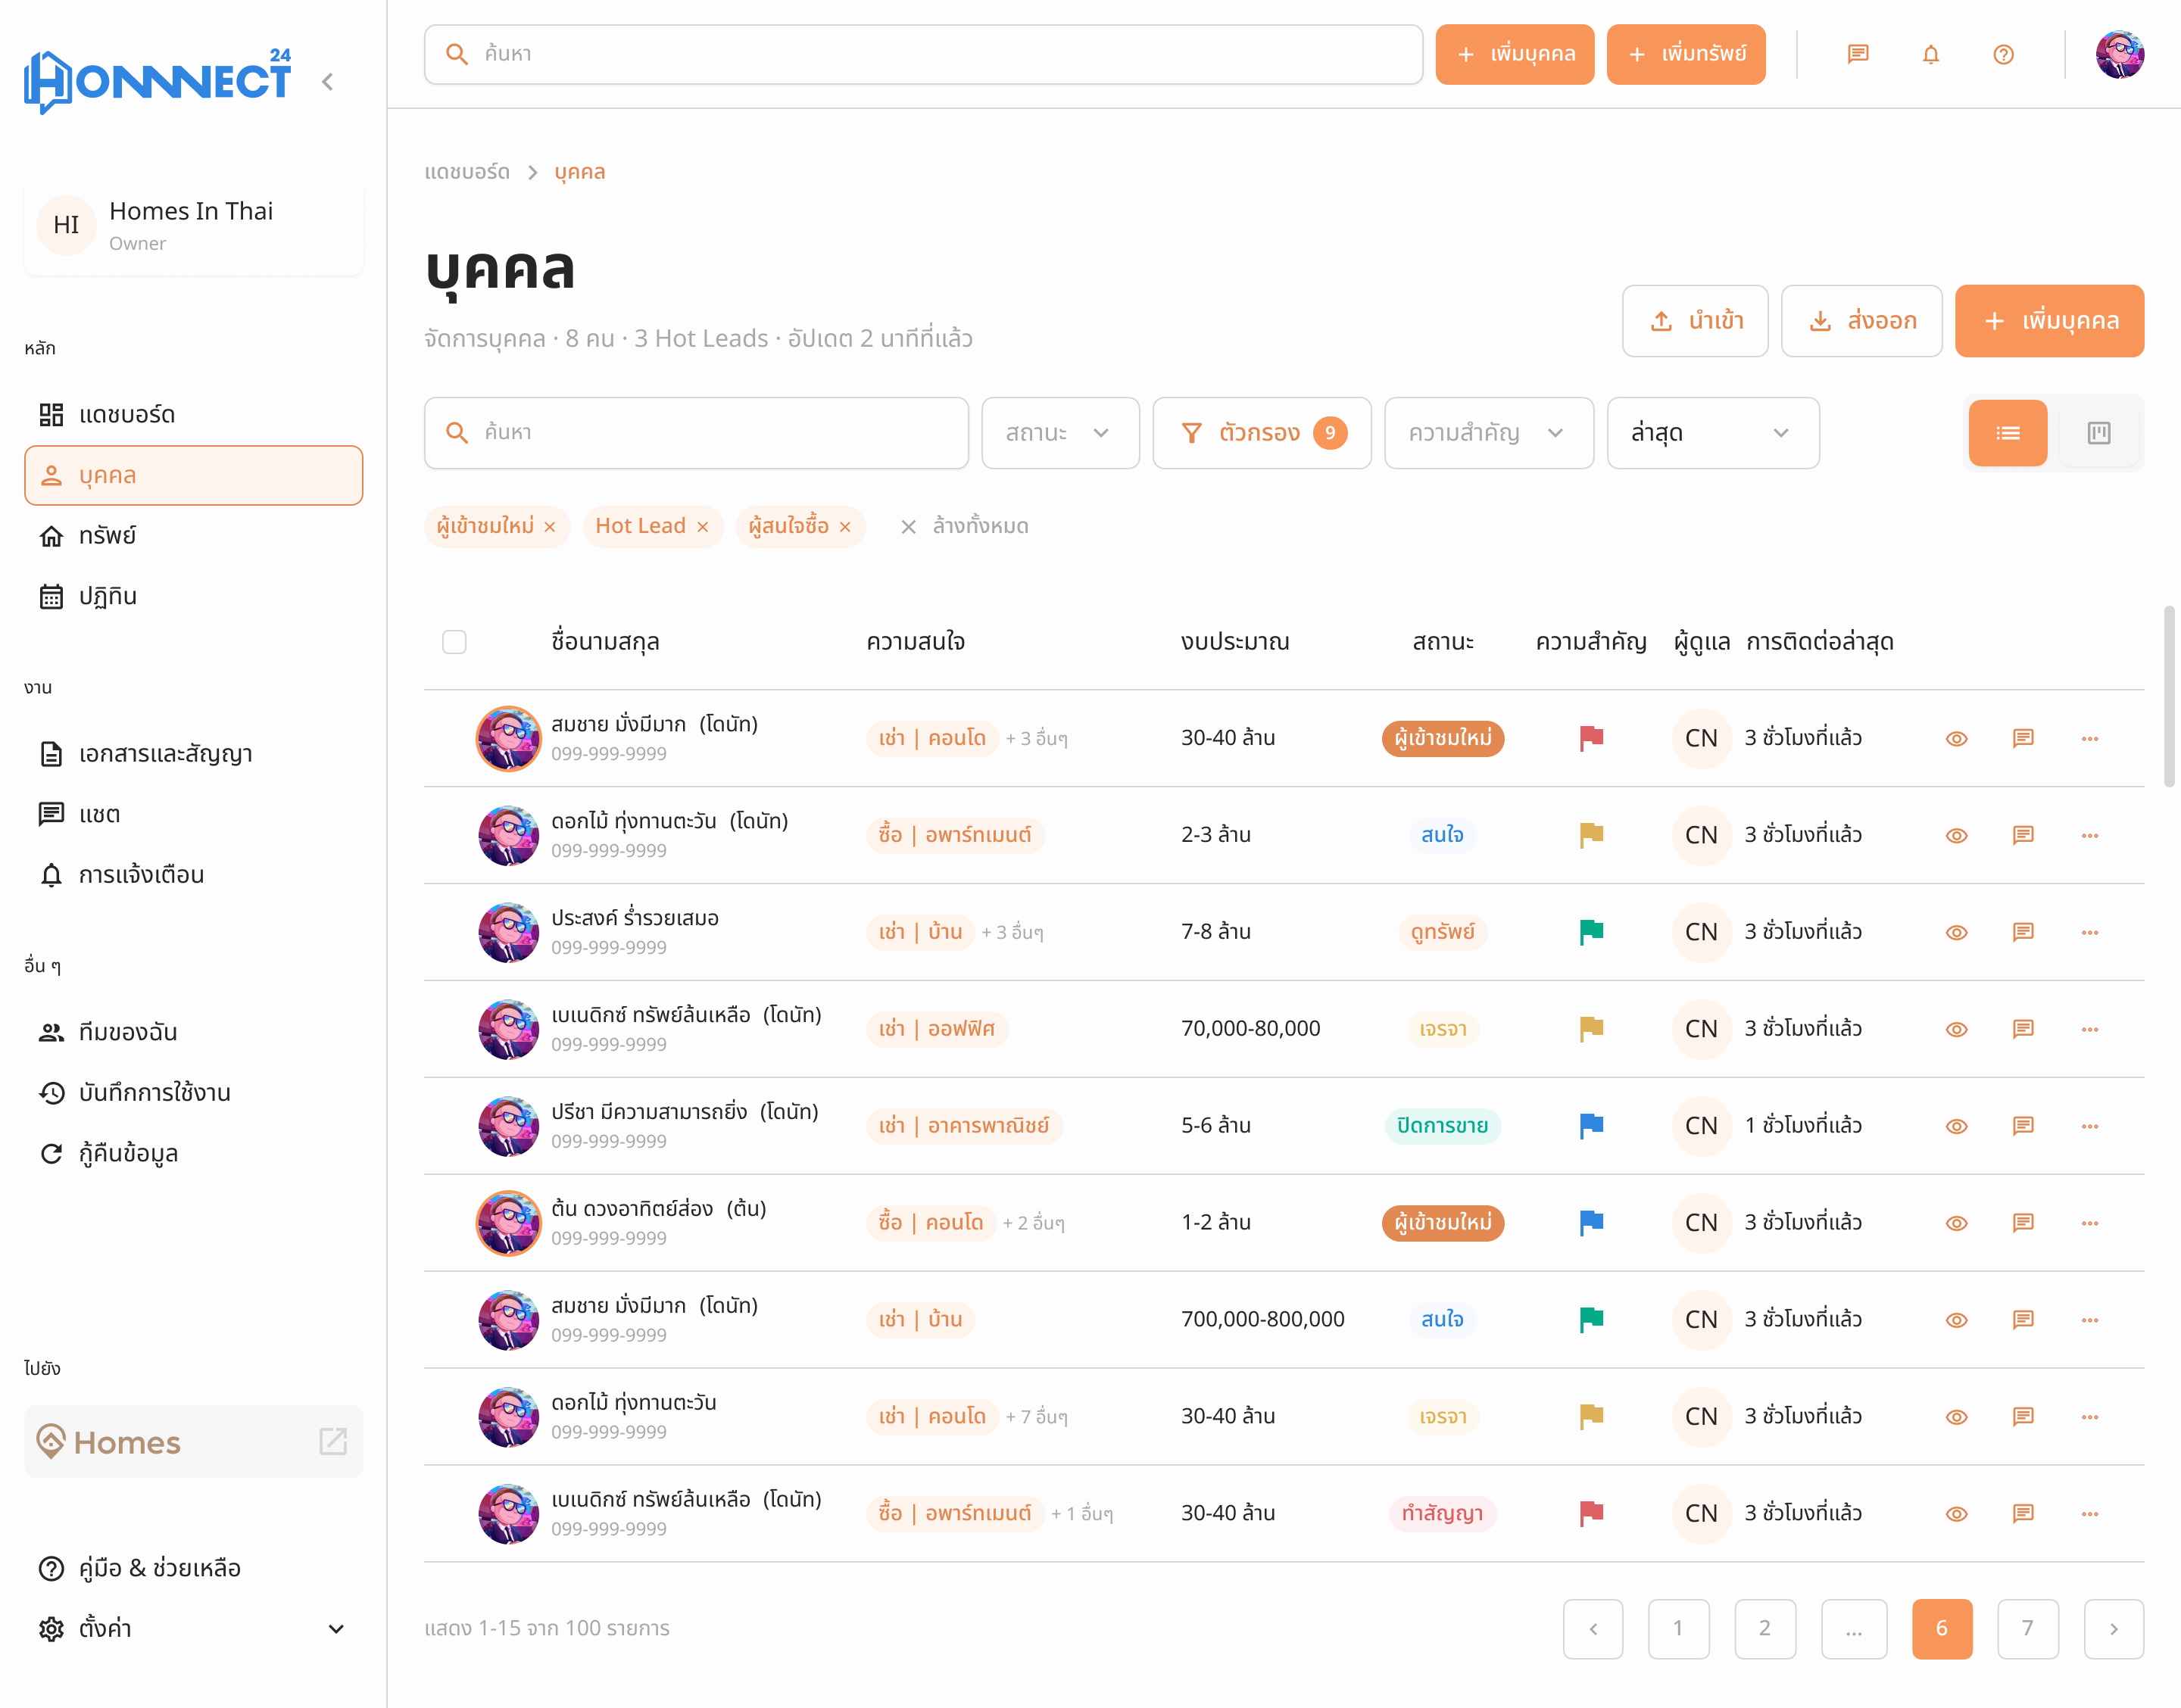 HONNNECT 24
ค้นหา
เพิ่มบุคคล
เพิ่มทรัพย์
HI
Homes In Thai
Owner
หลัก
แดชบอร์ด
บุคคล
ทรัพย์
ปฏิทิน
งาน
เอกสารและสัญญา
แชต
การแจ้งเตือน
อื่น ๆ
ทีมของฉัน
บันทึกการใช้งาน
กู้คืนข้อมูล
ไปยัง
Homes
คู่มือ & ช่วยเหลือ
ตั้งค่า
แดชบอร์ด > บุคคล
บุคคล
จัดการบุคคล · 8 คน · 3 Hot Leads · อัปเดต 2 นาทีที่แล้ว
นำเข้า
ส่งออก
เพิ่มบุคคล
ค้นหา
สถานะ
ตัวกรอง 9
ความสำคัญ
ล่าสุด
ผู้เข้าชมใหม่ ×
Hot Lead ×
ผู้สนใจซื้อ ×
× ล้างทั้งหมด
ชื่อนามสกุล ความสนใจ งบประมาณ สถานะ ความสำคัญ ผู้ดูแล การติดต่อล่าสุด
สมชาย มั่งมีมาก (โดนัท) เช่า | คอนโด + 3 อื่นๆ 30-40 ล้าน ผู้เข้าชมใหม่ CN 3 ชั่วโมงที่แล้ว
099-999-9999
ดอกไม้ ทุ่งทานตะวัน (โดนัท) ซื้อ | อพาร์ทเมนต์ 2-3 ล้าน สนใจ CN 3 ชั่วโมงที่แล้ว
099-999-9999
ประสงค์ ร่ำรวยเสมอ เช่า | บ้าน + 3 อื่นๆ 7-8 ล้าน ดูทรัพย์ CN 3 ชั่วโมงที่แล้ว
099-999-9999
เบเนดิกซ์ ทรัพย์ล้นเหลือ (โดนัท) เช่า | ออฟฟิศ 70,000-80,000 เจรจา CN 3 ชั่วโมงที่แล้ว
099-999-9999
ปรีชา มีความสามารถยิ่ง (โดนัท) เช่า | อาคารพาณิชย์ 5-6 ล้าน ปิดการขาย CN 1 ชั่วโมงที่แล้ว
099-999-9999
ต้น ดวงอาทิตย์ส่อง (ต้น) ซื้อ | คอนโด + 2 อื่นๆ 1-2 ล้าน ผู้เข้าชมใหม่ CN 3 ชั่วโมงที่แล้ว
099-999-9999
สมชาย มั่งมีมาก (โดนัท) เช่า | บ้าน 700,000-800,000 สนใจ CN 3 ชั่วโมงที่แล้ว
099-999-9999
ดอกไม้ ทุ่งทานตะวัน เช่า | คอนโด + 7 อื่นๆ 30-40 ล้าน เจรจา CN 3 ชั่วโมงที่แล้ว
099-999-9999
เบเนดิกซ์ ทรัพย์ล้นเหลือ (โดนัท) ซื้อ | อพาร์ทเมนต์ + 1 อื่นๆ 30-40 ล้าน ทำสัญญา CN 3 ชั่วโมงที่แล้ว
099-999-9999
แสดง 1-15 จาก 100 รายการ
1 2 ... 6 7